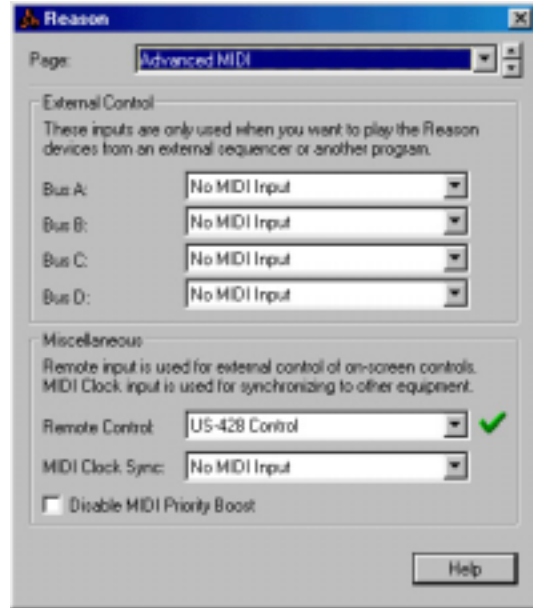 Reason
Page: Advanced MIDI
External Control
These inputs are only used when you want to play the Reason
devices from an external sequencer or another program.
Bus A: No MIDI Input
Bus B: No MIDI Input
Bus C: No MIDI Input
Bus D: No MIDI Input
Miscellaneous
Remote input is used for external control of on-screen controls.
MIDI Clock input is used for synchronizing to other equipment.
Remote Control: US-428 Control
MIDI Clock Sync: No MIDI Input
Disable MIDI Priority Boost
Help